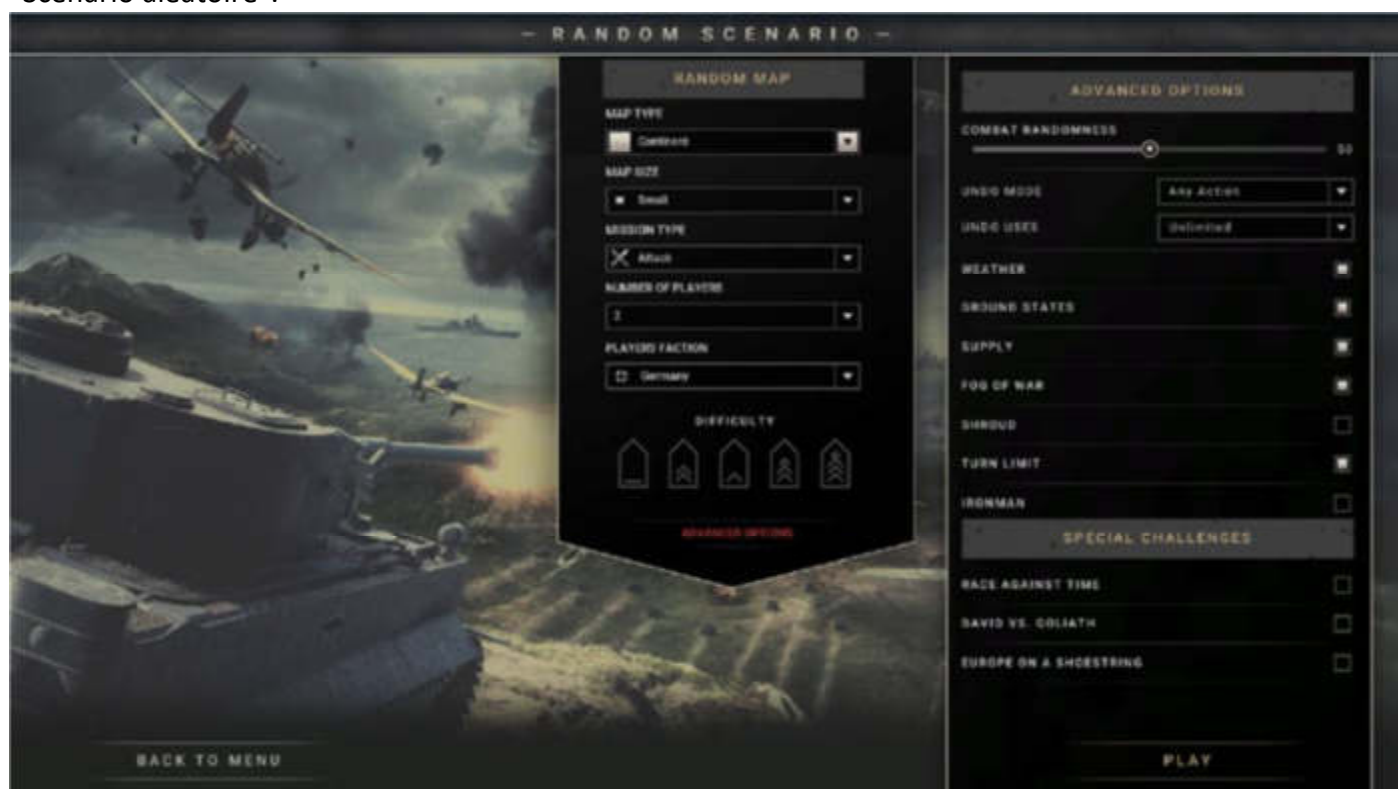 Scénario aléatoire".
— RANDOM SCENARIO —
RANDOM MAP
MAP TYPE
Continent
MAP SIZE
Small
MISSION TYPE
Attack
NUMBER OF PLAYERS
2
PLAYERS FACTION
Germany
DIFFICULTY
ADVANCED OPTIONS
ADVANCED OPTIONS
COMBAT RANDOMNESS
50
UNDO MODE
Any Action
UNDO USES
Unlimited
WEATHER
GROUND STATES
SUPPLY
FOG OF WAR
SHROUD
TURN LIMIT
IRONMAN
SPECIAL CHALLENGES
RACE AGAINST TIME
DAVID VS. GOLIATH
EUROPE ON A SHOESTRING
BACK TO MENU
PLAY